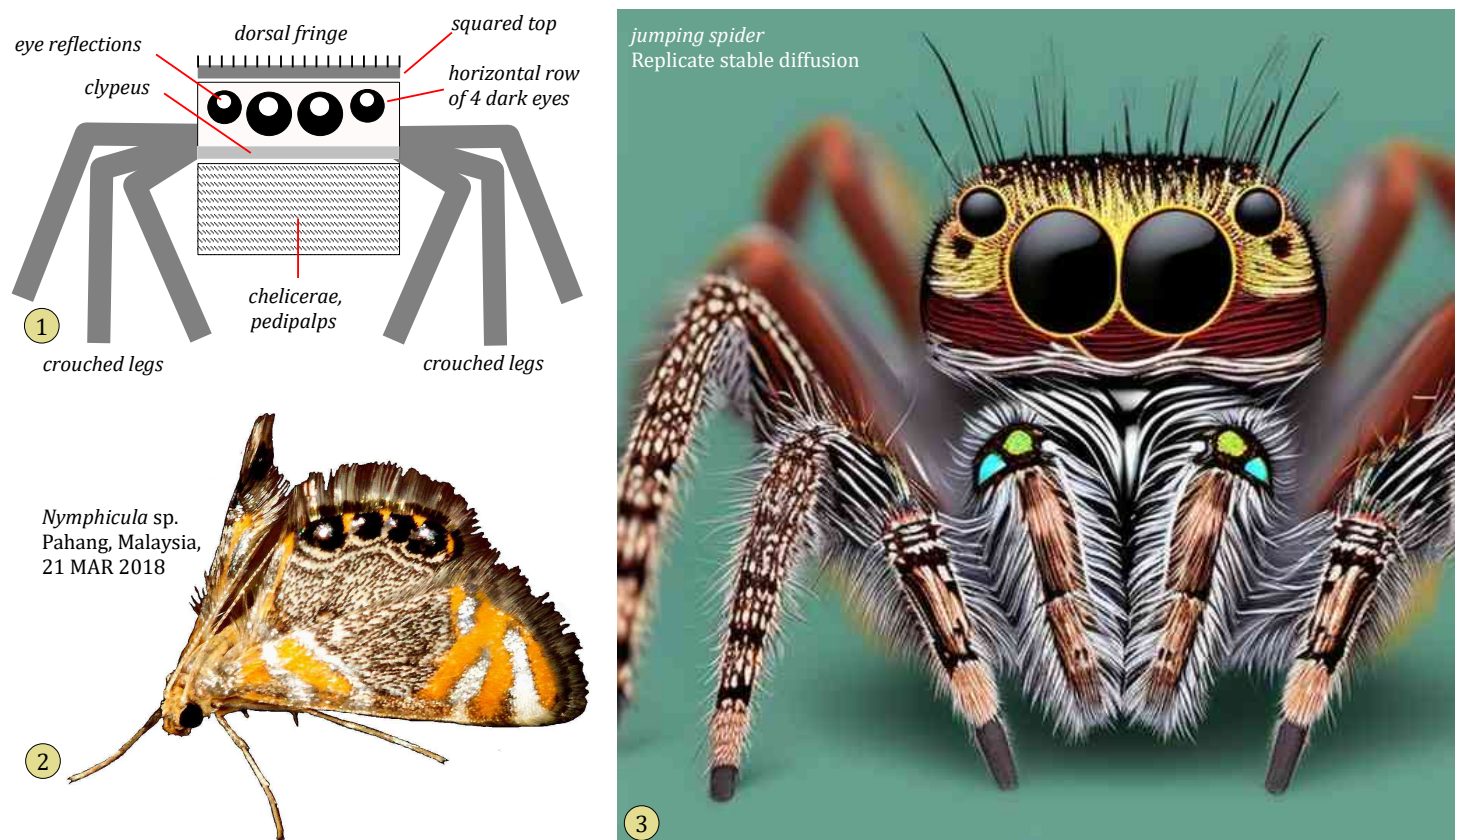 eye reflections
dorsal fringe
squared top
clypeus
horizontal row
of 4 dark eyes
chelicerae,
pedipalps
1
crouched legs
crouched legs
Nymphicula sp.
Pahang, Malaysia,
21 MAR 2018
2
jumping spider
Replicate stable diffusion
3